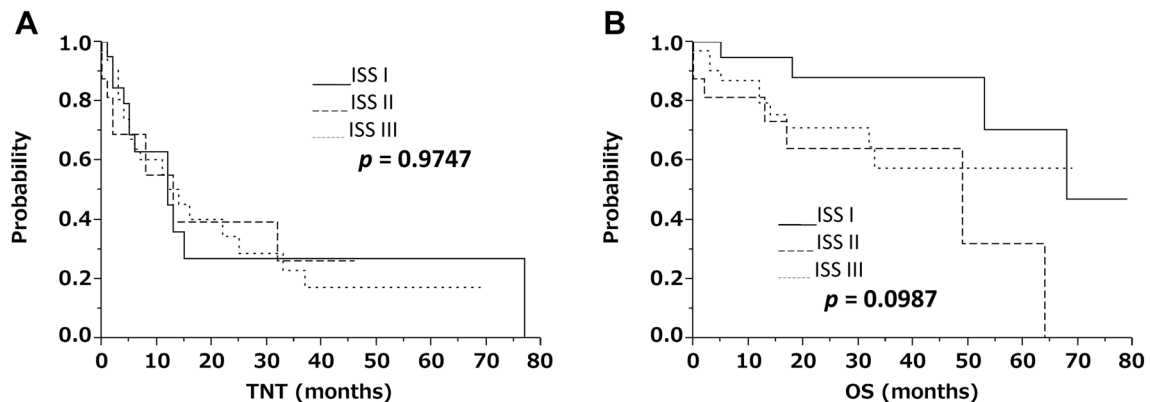 A
1.0
0.8
0.6
0.4
0.2
0.0
Probability
0 10 20 30 40 50 60 70 80
TNT (months)
ISS I
ISS II
ISS III
p = 0.9747
B
1.0
0.8
0.6
0.4
0.2
0.0
Probability
0 10 20 30 40 50 60 70 80
OS (months)
ISS I
ISS II
ISS III
p = 0.0987